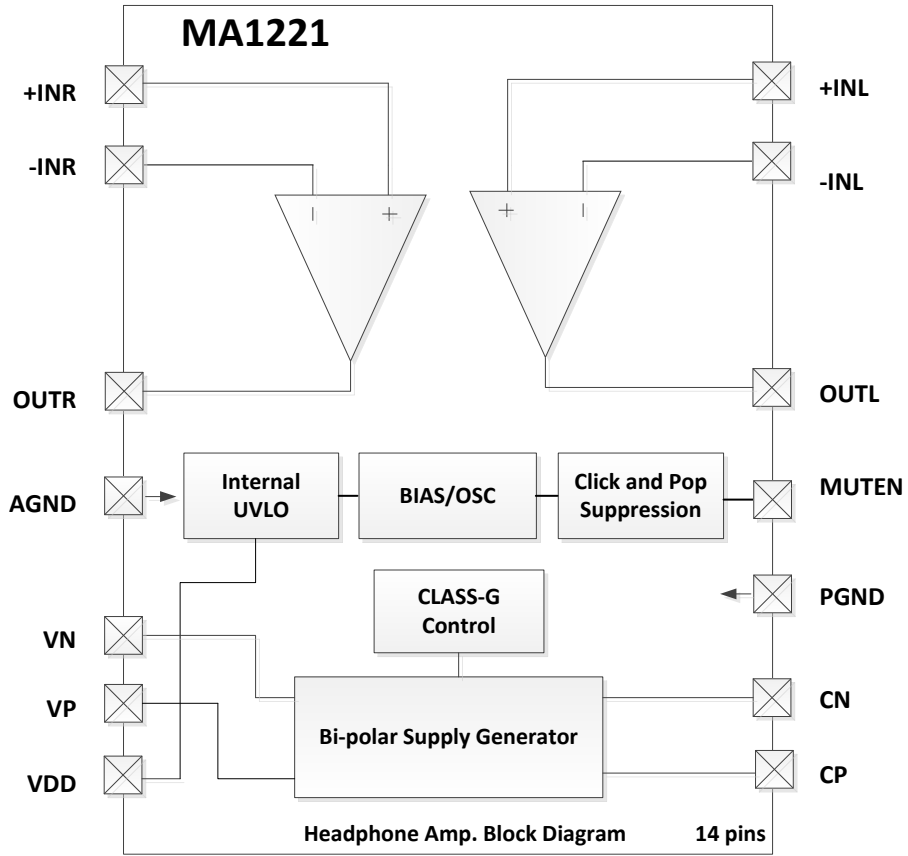 MA1221
+INR
+INL
-INR
-INL
− +
+ −
OUTR
OUTL
AGND
Internal
UVLO
BIAS/OSC
Click and Pop
Suppression
MUTEN
CLASS-G
Control
PGND
VN
VP
Bi-polar Supply Generator
CN
VDD
CP
Headphone Amp. Block Diagram
14 pins